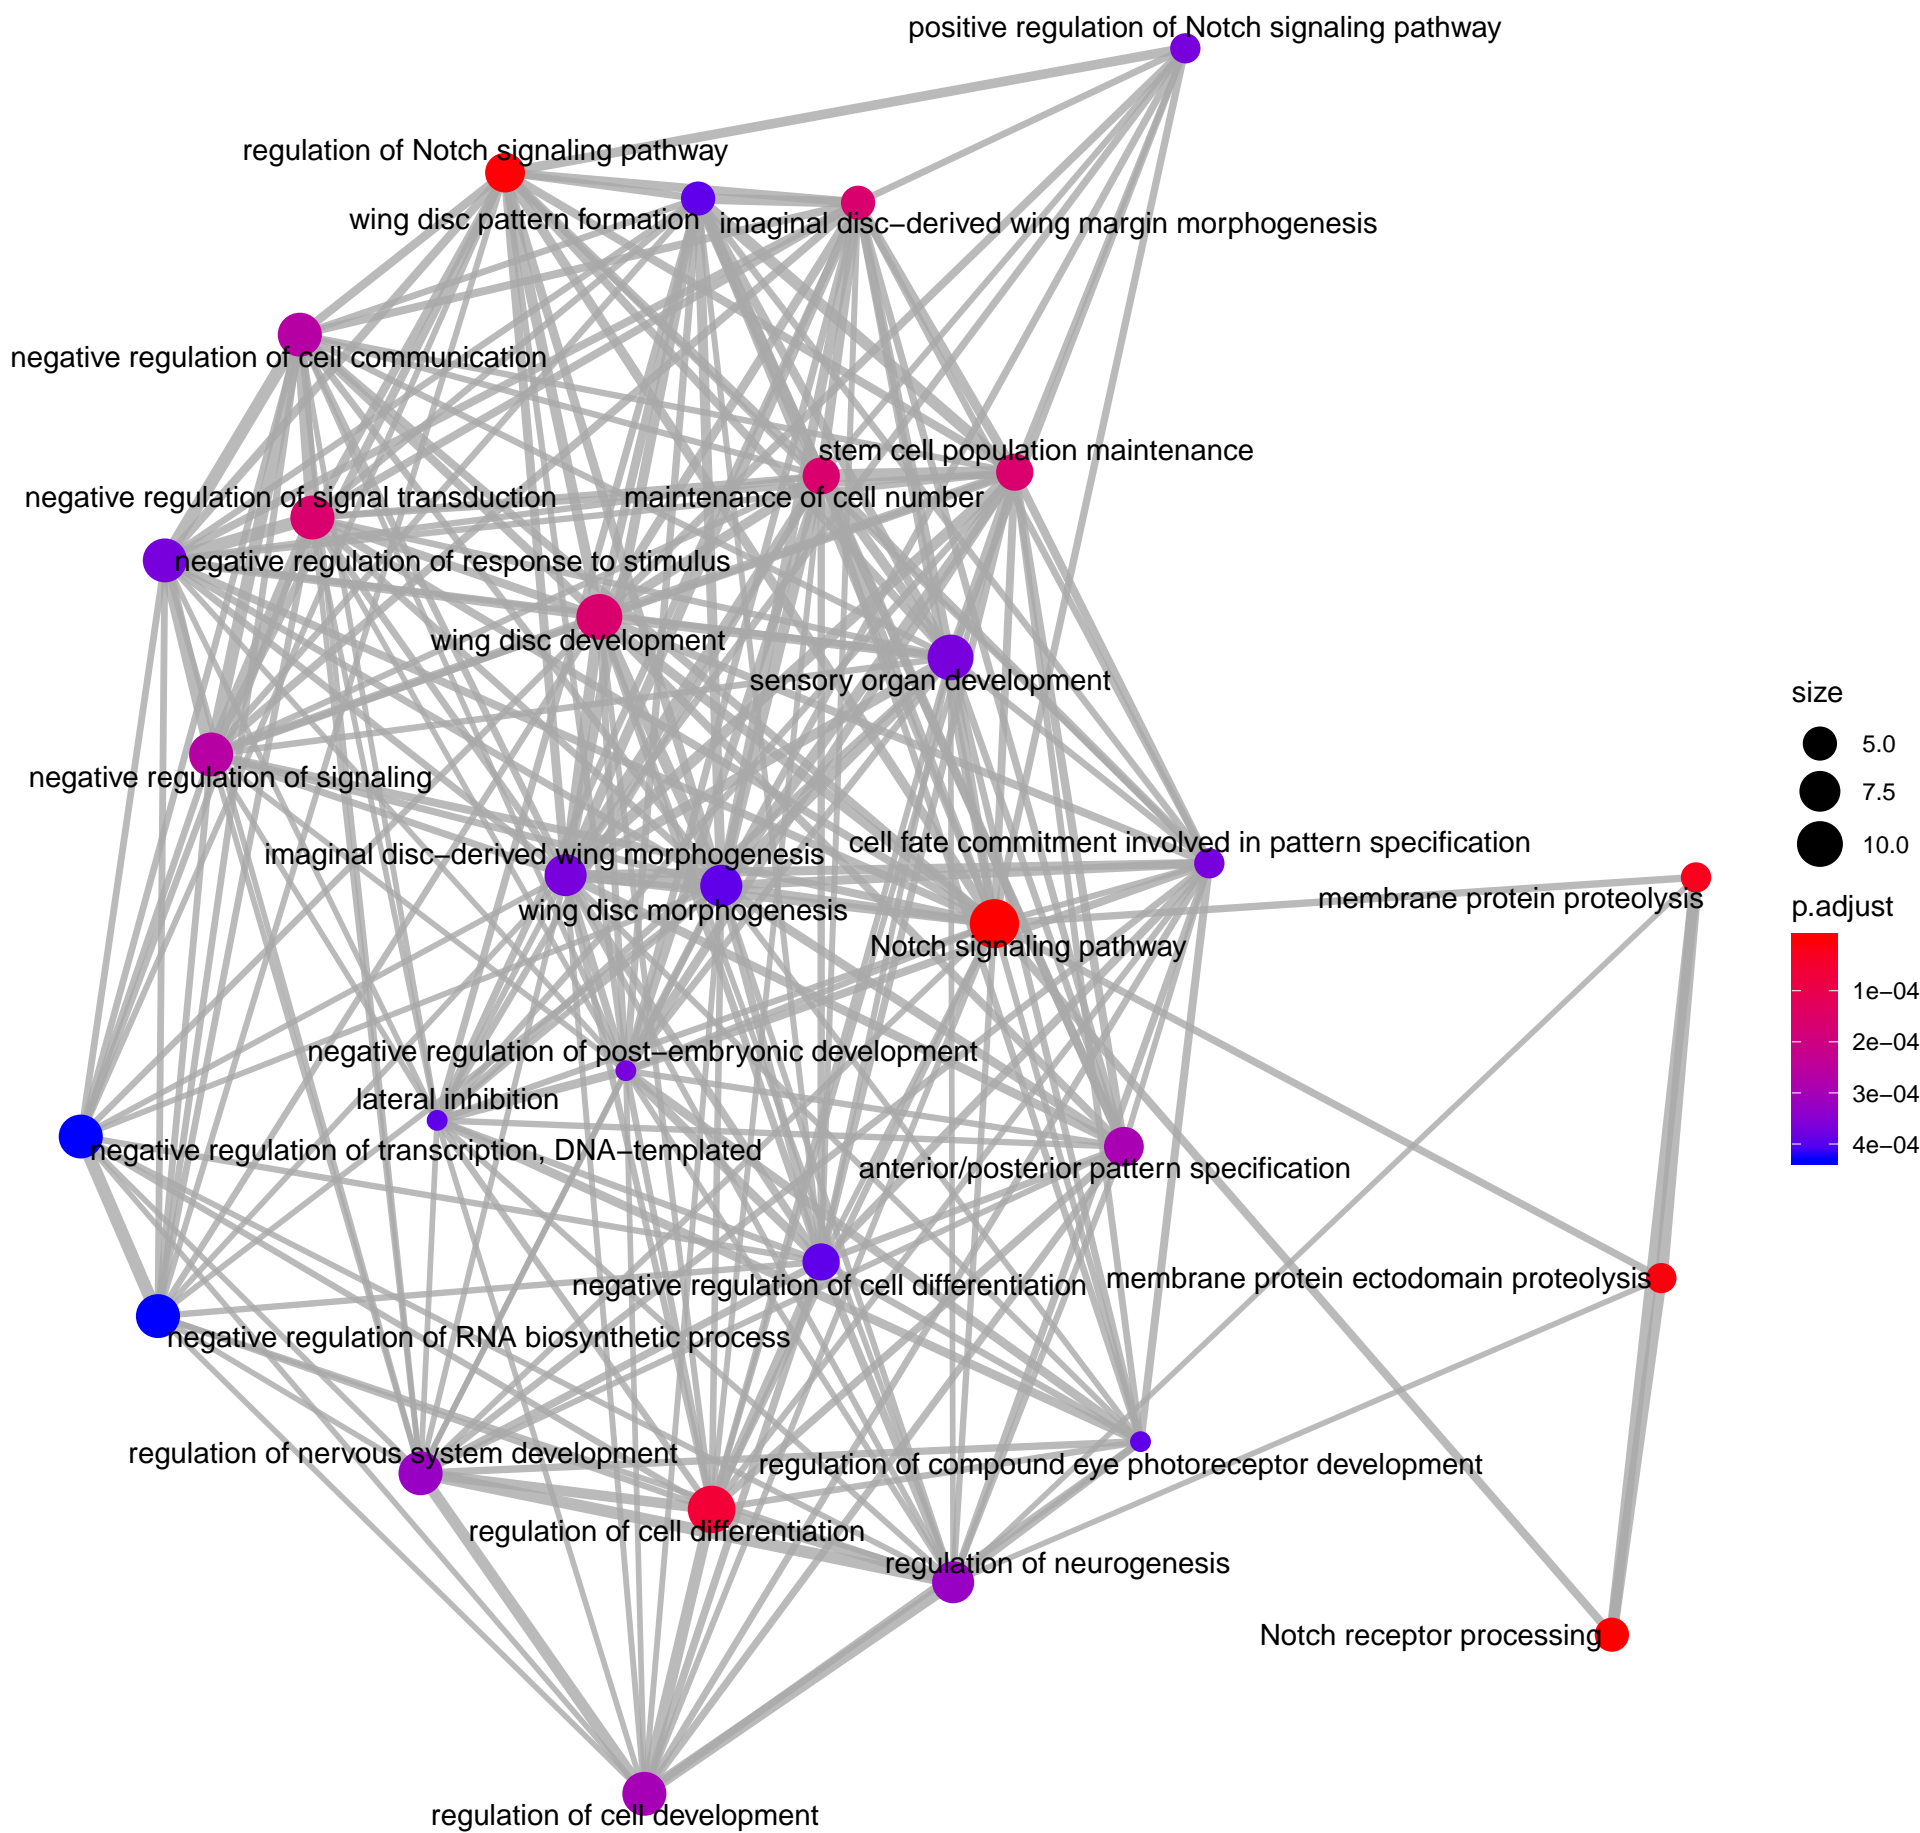 positive regulation of Notch signaling pathway
regulation of Notch signaling pathway
wing disc pattern formation
imaginal disc−derived wing margin morphogenesis
negative regulation of cell communication
stem cell population maintenance
negative regulation of signal transduction
maintenance of cell number
negative regulation of response to stimulus
wing disc development
sensory organ development
negative regulation of signaling
cell fate commitment involved in pattern specification
imaginal disc−derived wing morphogenesis
membrane protein proteolysis
wing disc morphogenesis
Notch signaling pathway
negative regulation of post−embryonic development
lateral inhibition
negative regulation of transcription, DNA−templated
anterior/posterior pattern specification
membrane protein ectodomain proteolysis
negative regulation of cell differentiation
negative regulation of RNA biosynthetic process
regulation of nervous system development
regulation of compound eye photoreceptor development
regulation of cell differentiation
regulation of neurogenesis
Notch receptor processing
regulation of cell development
size
5.0
7.5
10.0
p.adjust
1e−04
2e−04
3e−04
4e−04